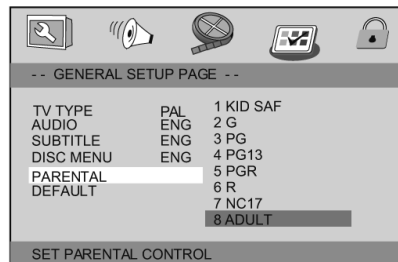 -- GENERAL SETUP PAGE --
TV TYPE PAL
AUDIO ENG
SUBTITLE ENG
DISC MENU ENG
PARENTAL
DEFAULT
1 KID SAF
2 G
3 PG
4 PG13
5 PGR
6 R
7 NC17
8 ADULT
SET PARENTAL CONTROL